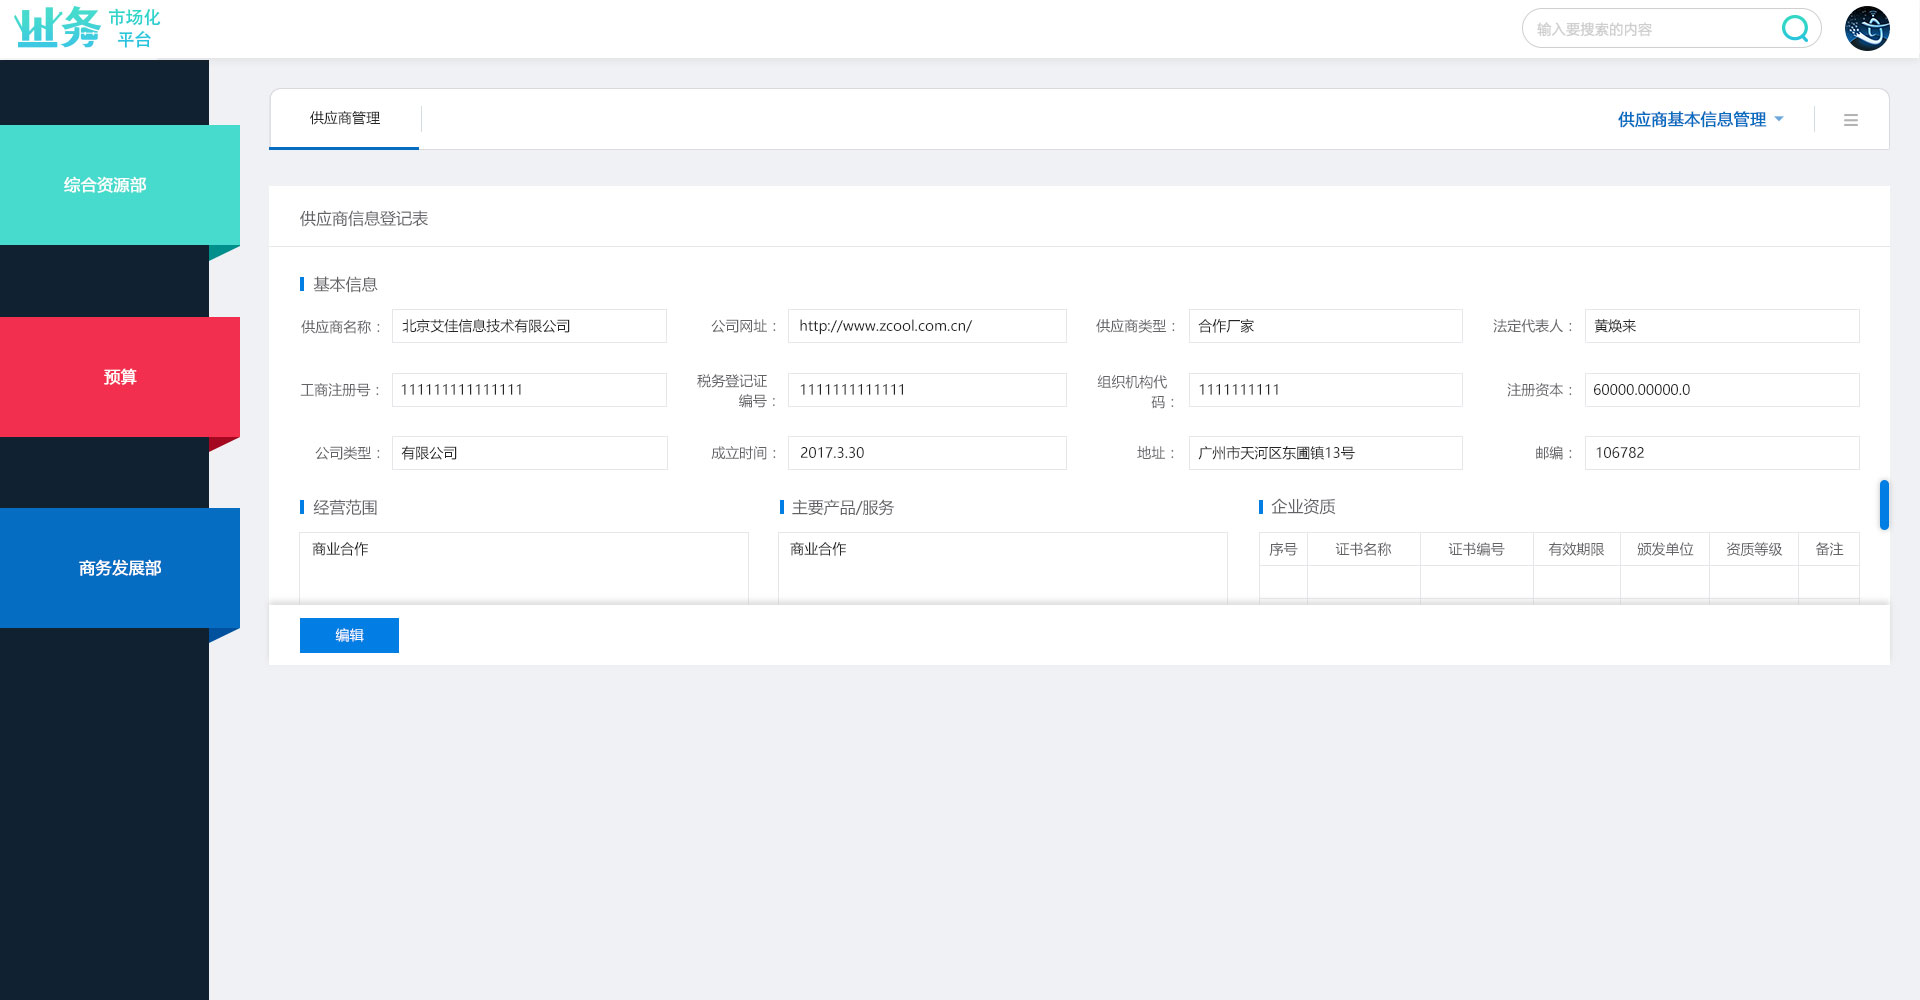 业务 市场化
平台
输入要搜索的内容
供应商管理
供应商基本信息管理
综合资源部
预算
商务发展部
供应商信息登记表
基本信息
供应商名称： 北京艾佳信息技术有限公司 公司网址： http://www.zcool.com.cn/ 供应商类型： 合作厂家 法定代表人： 黄焕来
工商注册号： 111111111111111 税务登记证编号： 1111111111111 组织机构代码： 1111111111 注册资本： 60000.00000.0
公司类型： 有限公司 成立时间： 2017.3.30 地址： 广州市天河区东圃镇13号 邮编： 106782
经营范围 主要产品/服务 企业资质
商业合作 商业合作 序号 证书名称 证书编号 有效期限 颁发单位 资质等级 备注
编辑